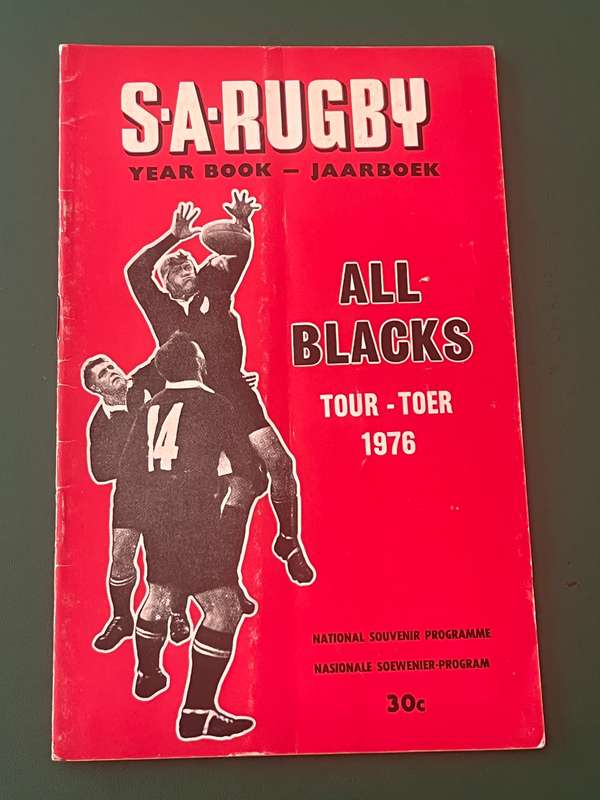 S·A·RUGBY
YEAR BOOK – JAARBOEK
ALL
BLACKS
TOUR - TOER
1976
14
NATIONAL SOUVENIR PROGRAMME
NASIONALE SOEWENIER-PROGRAM
30c